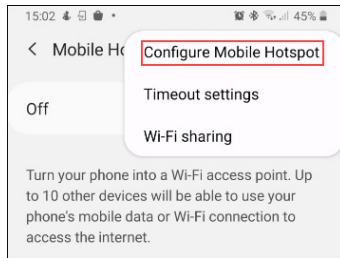 15:02
45%
Mobile Ho
Configure Mobile Hotspot
Timeout settings
Wi-Fi sharing
Off
Turn your phone into a Wi-Fi access point. Up
to 10 other devices will be able to use your
phone's mobile data or Wi-Fi connection to
access the internet.